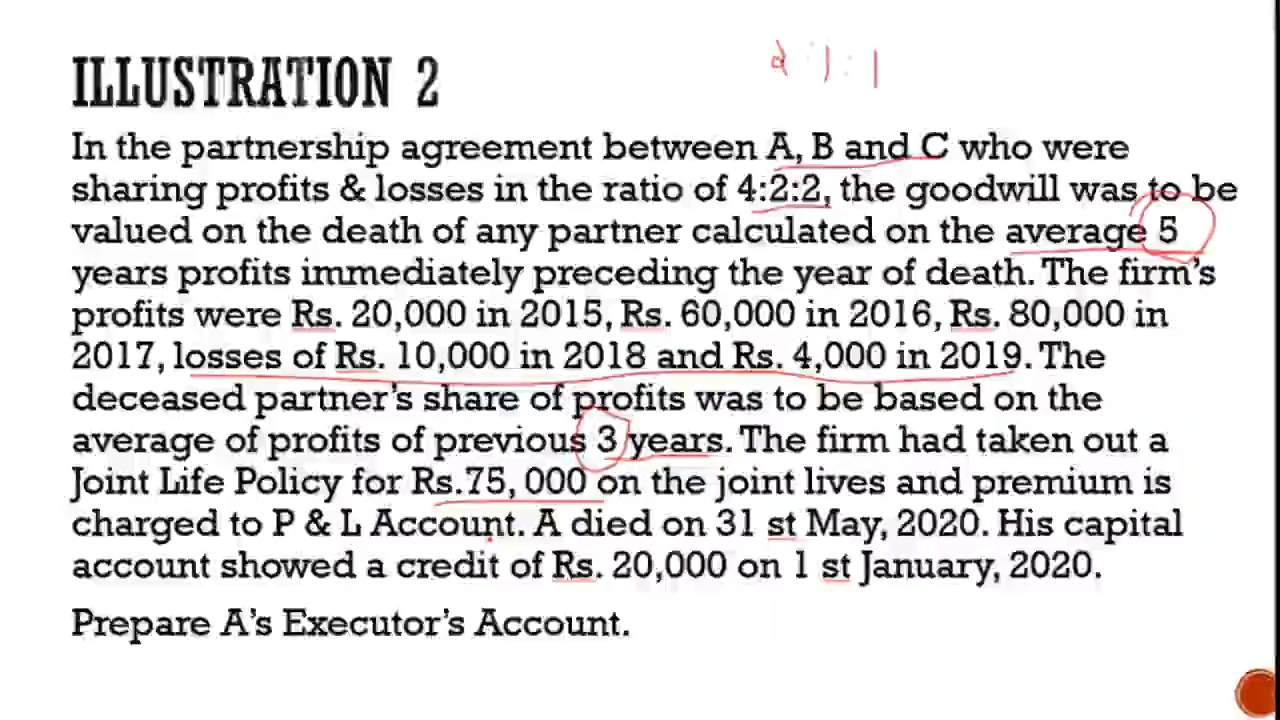 2:1:1
ILLUSTRATION 2
In the partnership agreement between A, B and C who were
sharing profits & losses in the ratio of 4:2:2, the goodwill was to be
valued on the death of any partner calculated on the average 5
years profits immediately preceding the year of death. The firm's
profits were Rs. 20,000 in 2015, Rs. 60,000 in 2016, Rs. 80,000 in
2017, losses of Rs. 10,000 in 2018 and Rs. 4,000 in 2019. The
deceased partner's share of profits was to be based on the
average of profits of previous 3 years. The firm had taken out a
Joint Life Policy for Rs.75, 000 on the joint lives and premium is
charged to P & L Account. A died on 31 st May, 2020. His capital
account showed a credit of Rs. 20,000 on 1 st January, 2020.
Prepare A's Executor's Account.